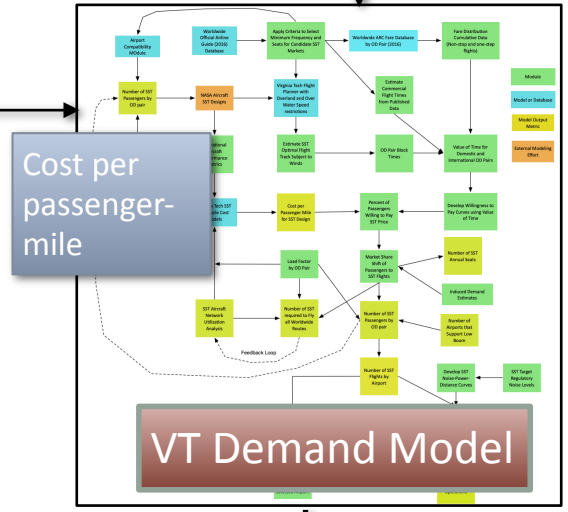 Airport
Compatibility
MOdule
Worldwide
Official Airline
Guide (2016)
Database
Apply Criteria to Select
Minimum Frequency and
Seats for Candidate SST
Markets
Worldwide ARC Fare Database
by OD Pair (2016)
Fare Distribution
Cumulative Data
(Non-stop and one-step
Flights)
Number of SST
Passengers by
OD pair
NASA Aircraft
SST Designs
Virginia Tech Flight
Planner with
Overland and Over
Water Speed
restrictions
Estimate
Commercial
Flight Times
from Published
Data
Module
Model or Database
Model Output
Metric
External Modeling
Effort
Estimate SST
Optimal Flight
Track Subject to
Winds
OD Pair Block
Times
Value of Time for
Domestic and
International OD Pairs
Cost per
passenger-
mile
Tech SST
Cost per
Passenger Mile
for SST Design
Percent of
Passengers
Willing to Pay
SST Price
Develop Willingness to
Pay Curves using Value
of Time
Load Factor
by OD Pair
Market Share
Shift of
Passengers to
SST Flights
Number of SST
Annual Seats
Induced Demand
Estimates
SST Aircraft
Network
Utilization
Analysis
Number of SST
required to Fly
all Worldwide
Routes
Number of SST
Passengers by
OD pair
Number of
Airports that
Support Low
Boom
Feedback Loop
Number of SST
Flights by
Airport
Develop SST
Noise-Power-
Distance Curves
SST Target
Regulatory
Noise Levels
VT Demand Model